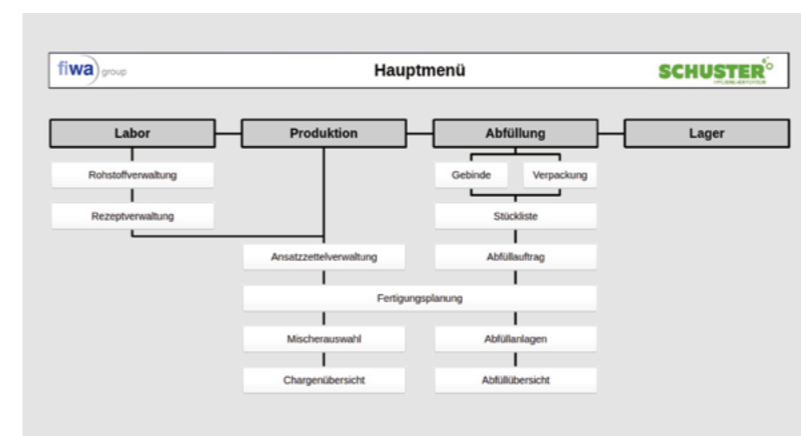 fiwa group
Hauptmenü
SCHUSTER
Labor
Produktion
Abfüllung
Lager
Rohstoffverwaltung
Gebinde
Verpackung
Rezeptverwaltung
Stückliste
Ansatzzettelverwaltung
Abfüllauftrag
Fertigungsplanung
Mischerauswahl
Abfüllanlagen
Chargenübersicht
Abfüllübersicht